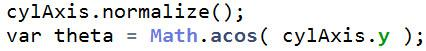 cylAxis.normalize();
var theta = Math.acos( cylAxis.y );